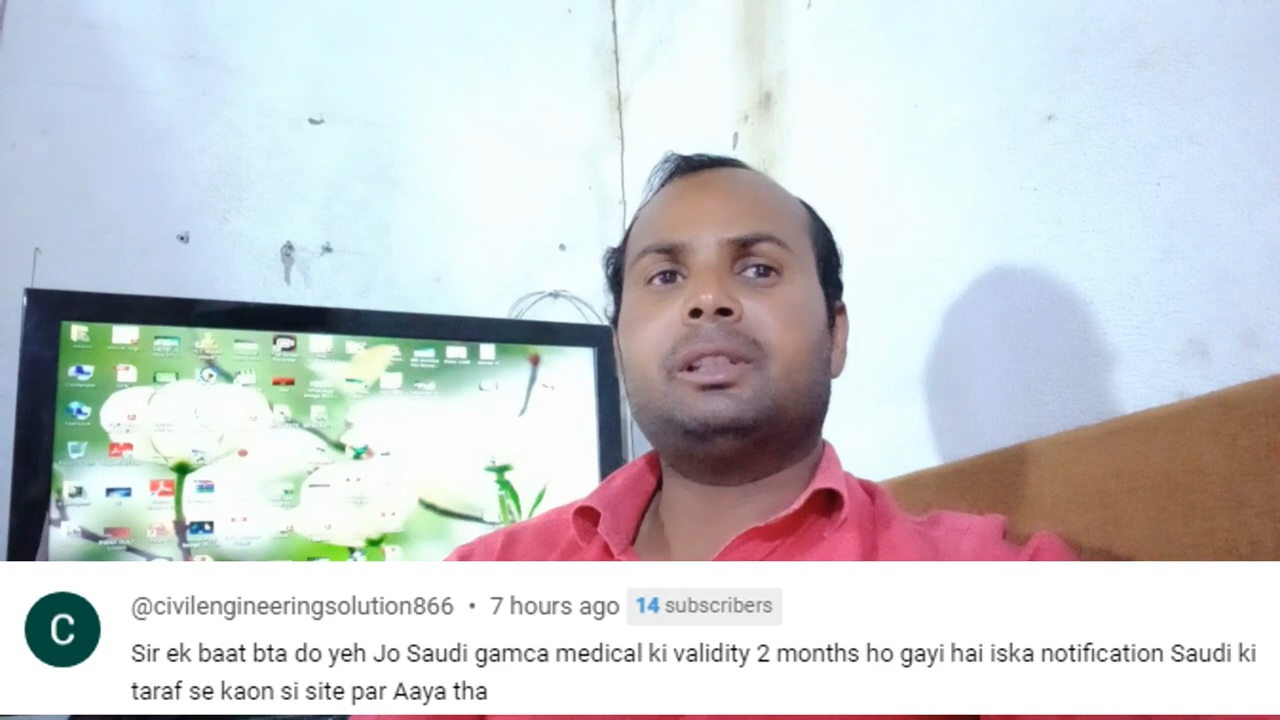 C
@civilengineeringsolution866 • 7 hours ago 14 subscribers
Sir ek baat bta do yeh Jo Saudi gamca medical ki validity 2 months ho gayi hai iska notification Saudi ki
taraf se kaon si site par Aaya tha